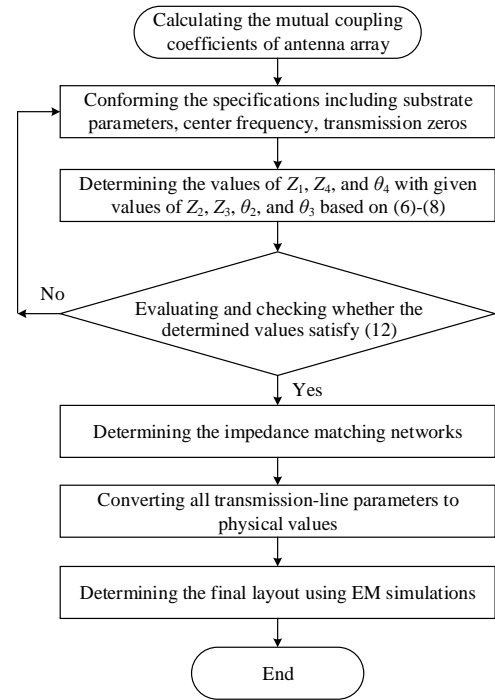 Calculating the mutual coupling
coefficients of antenna array
Conforming the specifications including substrate
parameters, center frequency, transmission zeros
Determining the values of Z1, Z4, and θ4 with given
values of Z2, Z3, θ2, and θ3 based on (6)-(8)
No
Evaluating and checking whether the
determined values satisfy (12)
Yes
Determining the impedance matching networks
Converting all transmission-line parameters to
physical values
Determining the final layout using EM simulations
End